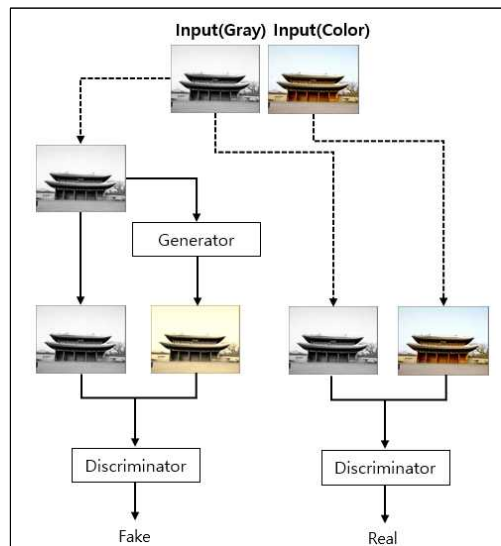 Input(Gray) Input(Color)
Generator
Discriminator
Discriminator
Fake
Real